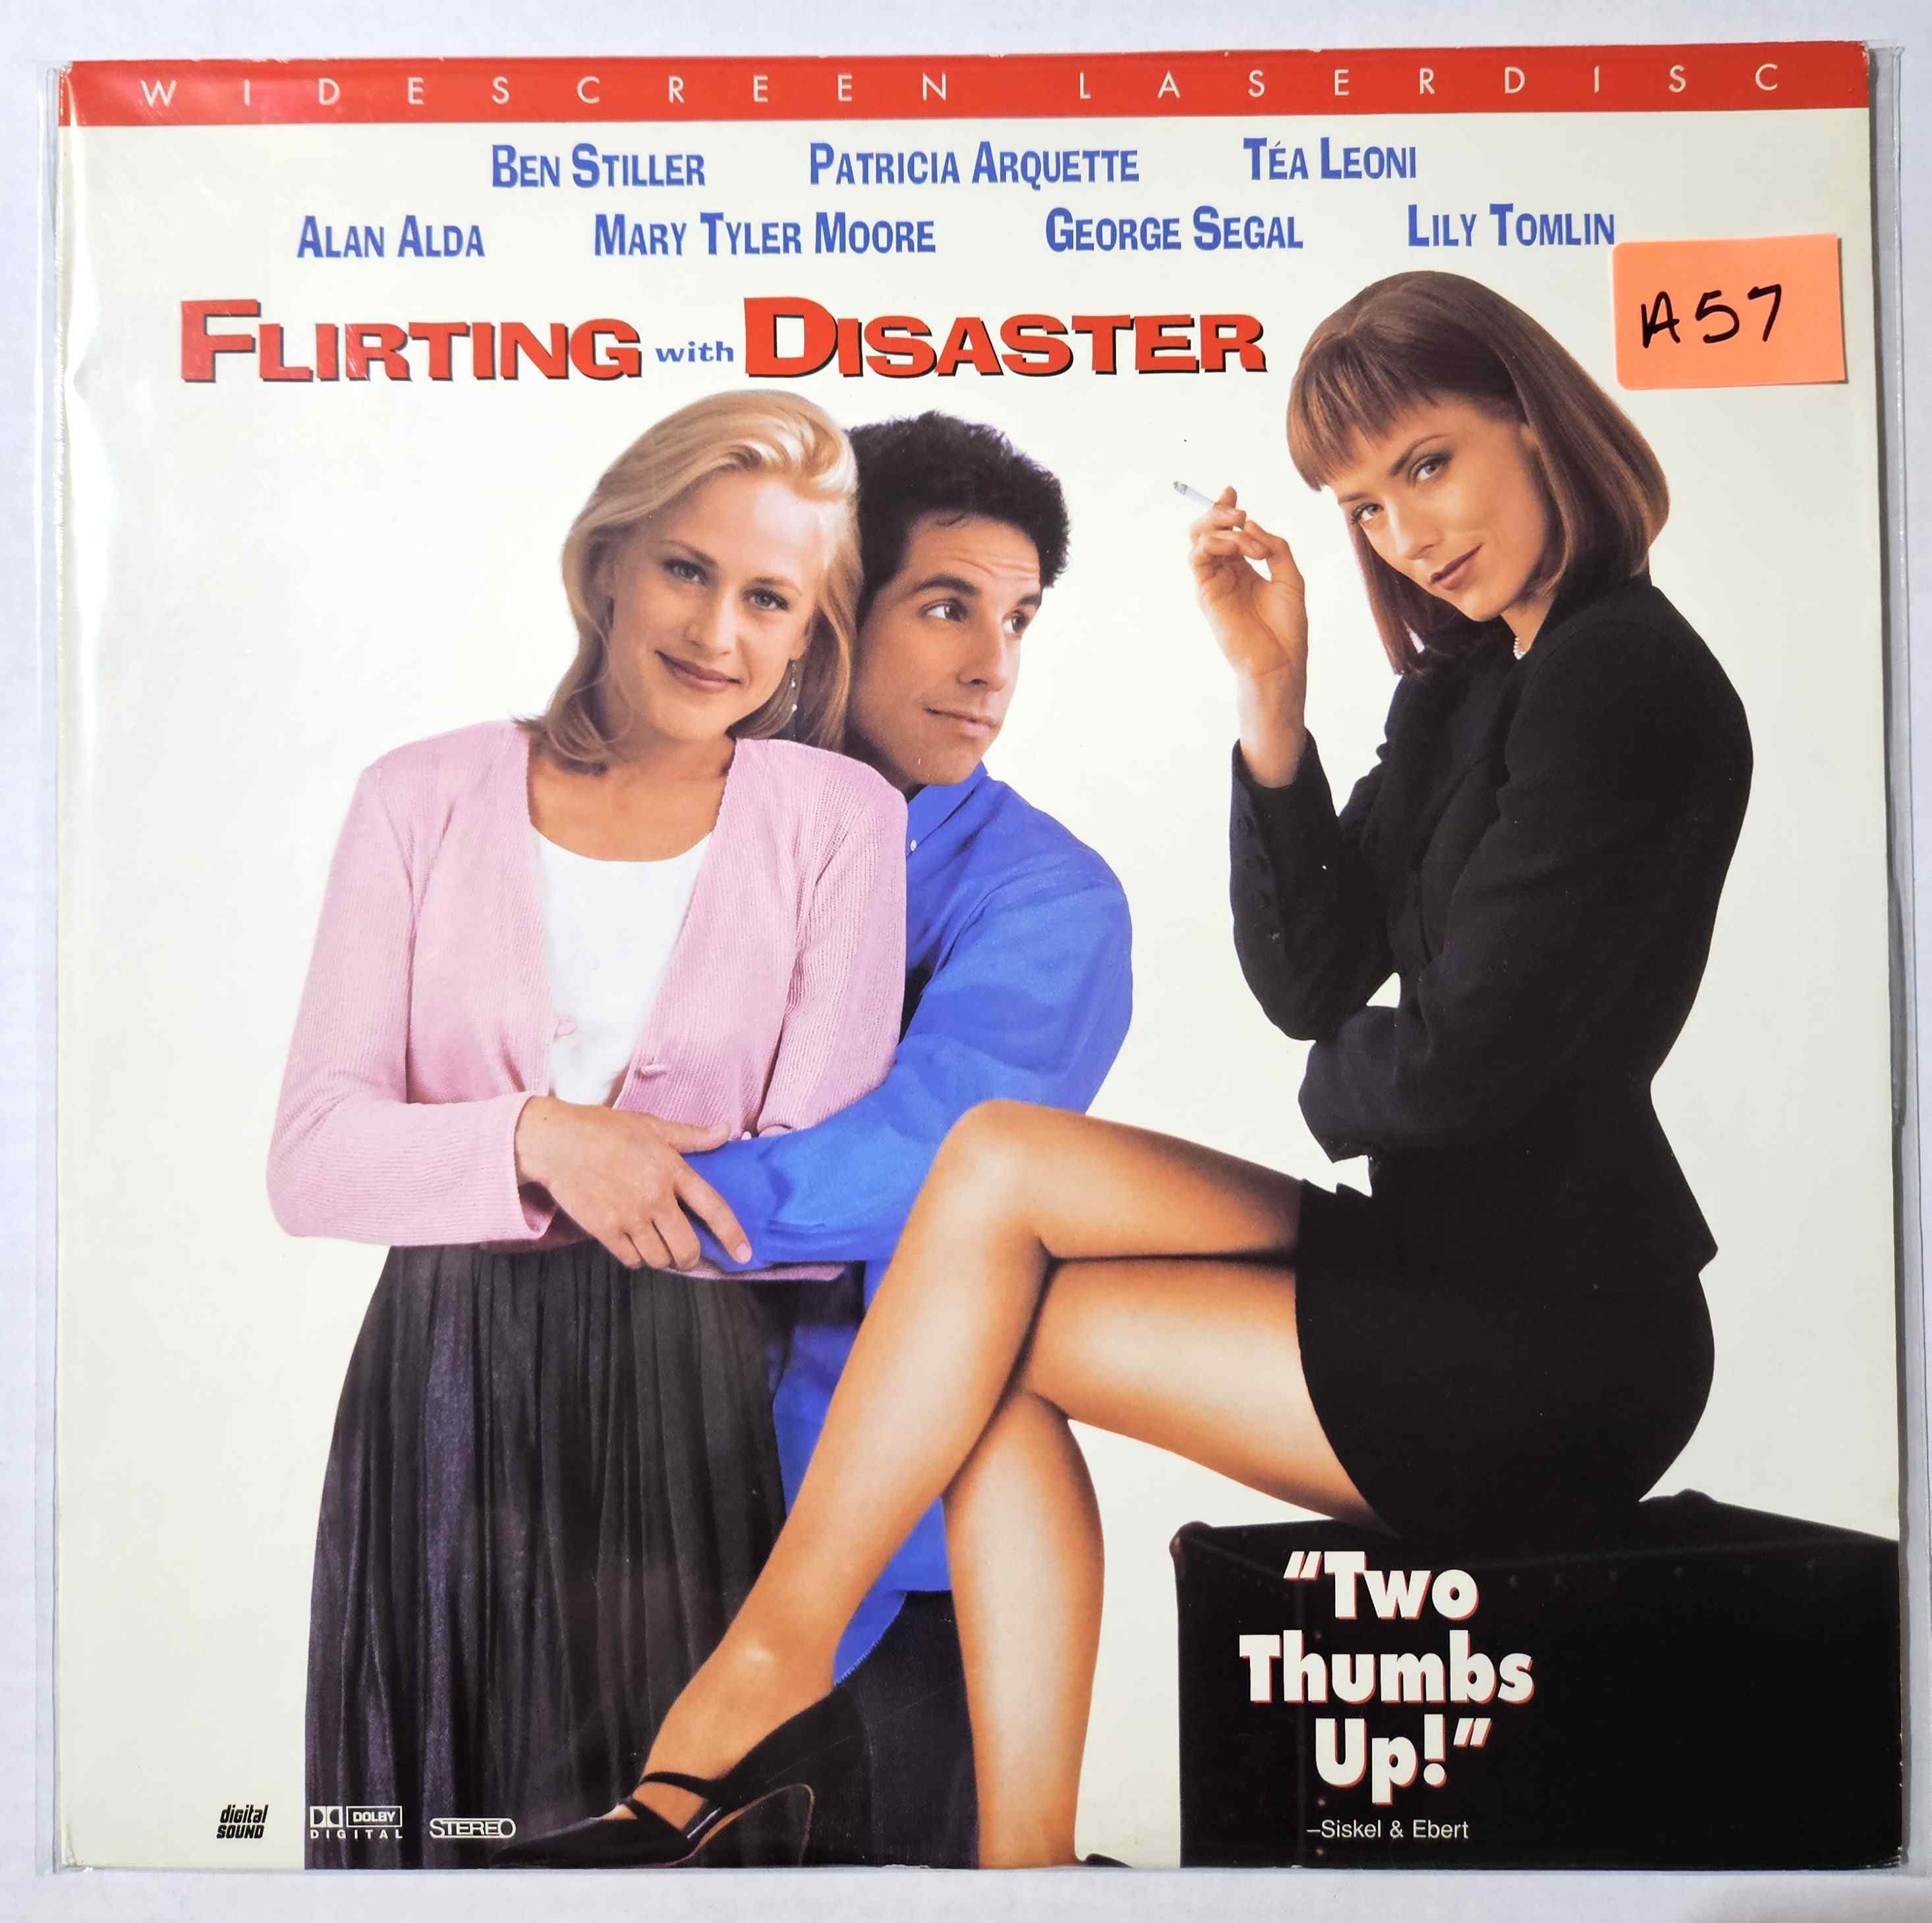 WIDESCREEN LASERDISC
BEN STILLER PATRICIA ARQUETTE TÉA LEONI
ALAN ALDA MARY TYLER MOORE GEORGE SEGAL LILY TOMLIN
FLIRTING with DISASTER
A57
“Two
Thumbs
Up!”
–Siskel & Ebert
digital
SOUND
DOLBY
DIGITAL
STEREO